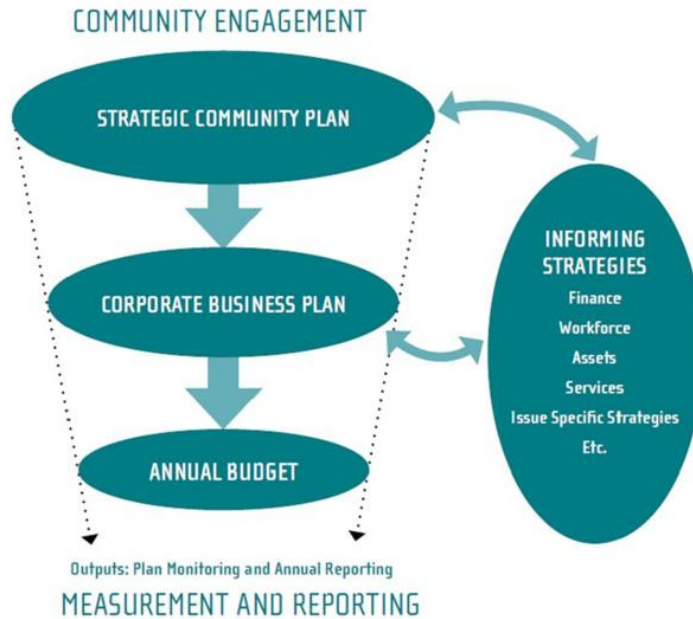 COMMUNITY ENGAGEMENT
STRATEGIC COMMUNITY PLAN
CORPORATE BUSINESS PLAN
ANNUAL BUDGET
INFORMING
STRATEGIES
Finance
Workforce
Assets
Services
Issue Specific Strategies
Etc.
Outputs: Plan Monitoring and Annual Reporting
MEASUREMENT AND REPORTING